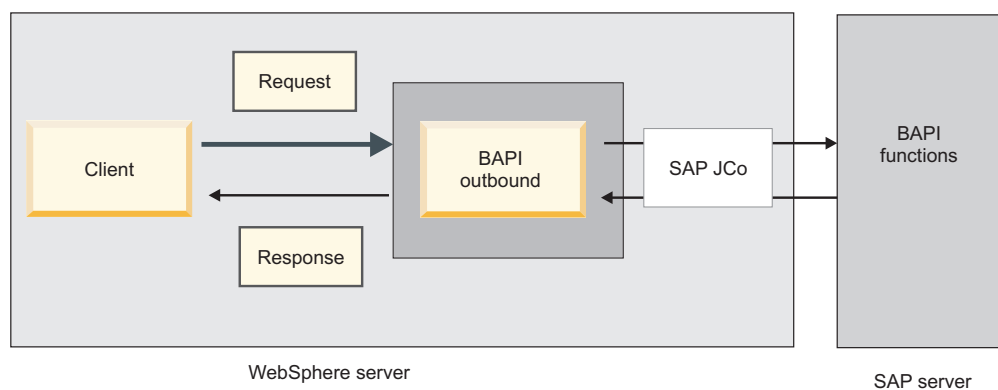 Request
Client
BAPI
outbound
SAP JCo
BAPI
functions
Response
WebSphere server
SAP server